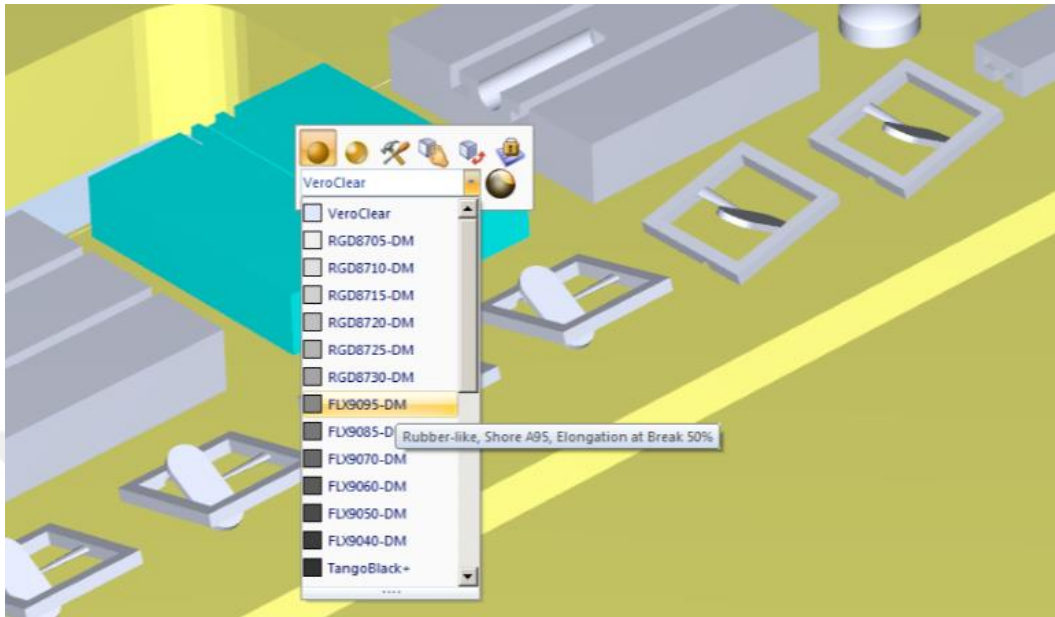 VeroClear
VeroClear
RGD8705-DM
RGD8710-DM
RGD8715-DM
RGD8720-DM
RGD8725-DM
RGD8730-DM
FLX9095-DM
FLX9085-D
Rubber-like, Shore A95, Elongation at Break 50%
FLX9070-DM
FLX9060-DM
FLX9050-DM
FLX9040-DM
TangoBlack+